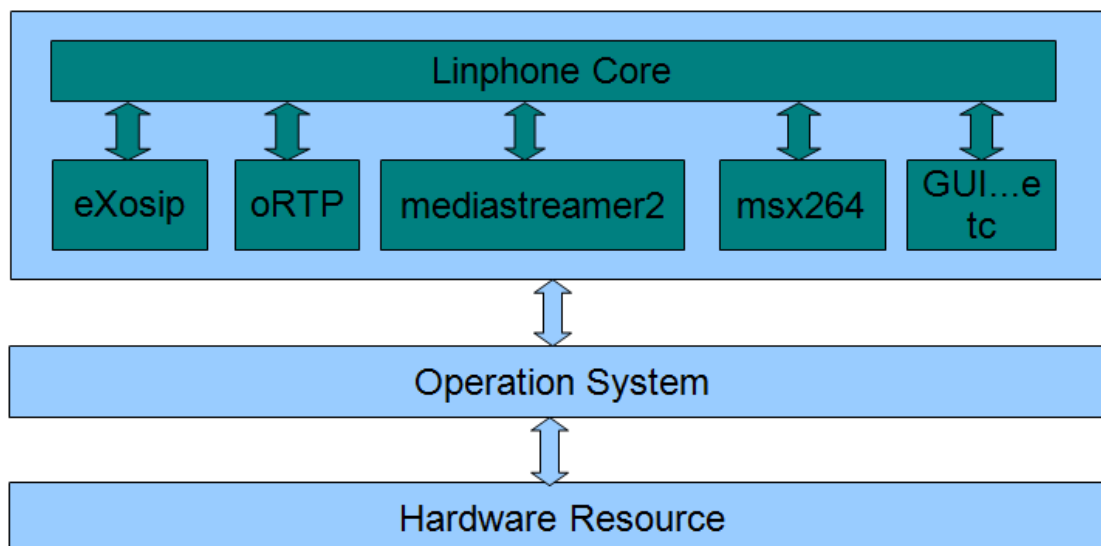 Linphone Core
eXosip
oRTP
mediastreamer2
msx264
GUI...e
tc
Operation System
Hardware Resource